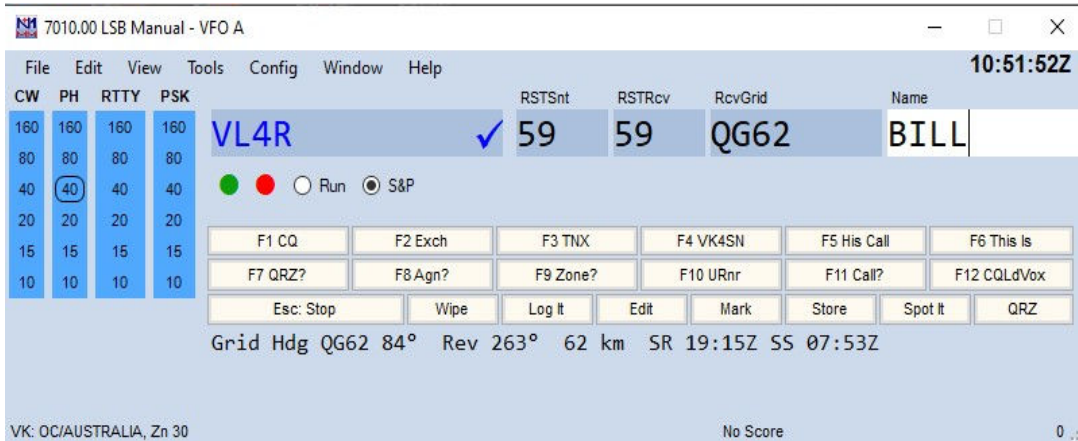 N1MM 7010.00 LSB Manual - VFO A
File Edit View Tools Config Window Help 10:51:52Z
CW PH RTTY PSK RSTSnt RSTRcv RcvGrid Name
160 160 160 160 VL4R 59 59 QG62 BILL
80 80 80 80
40 40 40 40 Run S&P
20 20 20 20
15 15 15 15
10 10 10 10
F1 CQ F2 Exch F3 TNX F4 VK4SN F5 His Call F6 This Is
F7 QRZ? F8 Agn? F9 Zone? F10 URnr F11 Call? F12 CQLdVox
Esc: Stop Wipe Log It Edit Mark Store Spot It QRZ
Grid Hdg QG62 84° Rev 263° 62 km SR 19:15Z SS 07:53Z
VK: OC/AUSTRALIA, Zn 30 No Score 0